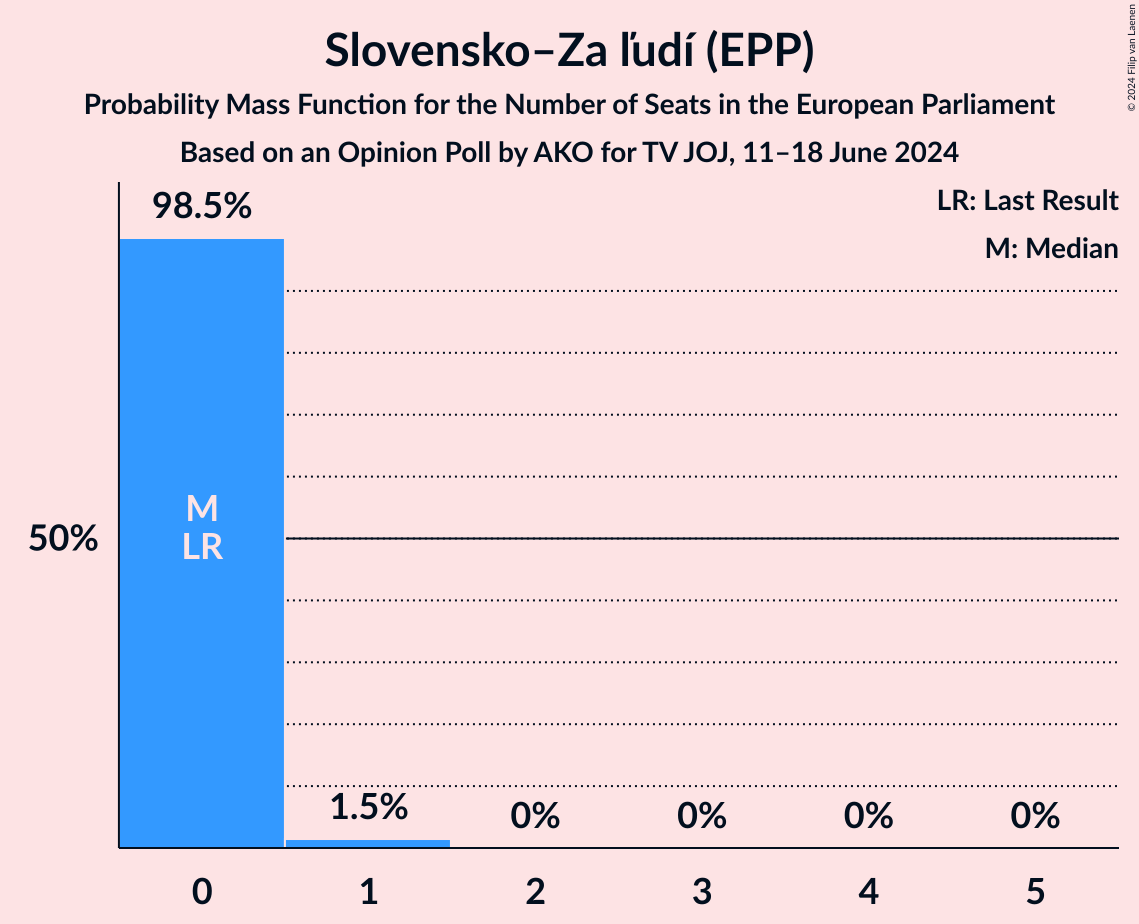 © 2024 Filip van Laenen
Slovensko–Za ľudí (EPP)
Probability Mass Function for the Number of Seats in the European Parliament
Based on an Opinion Poll by AKO for TV JOJ, 11–18 June 2024
LR: Last Result
M: Median
98.5%
M
LR
50%
1.5%
0%
0%
0%
0%
0
1
2
3
4
5